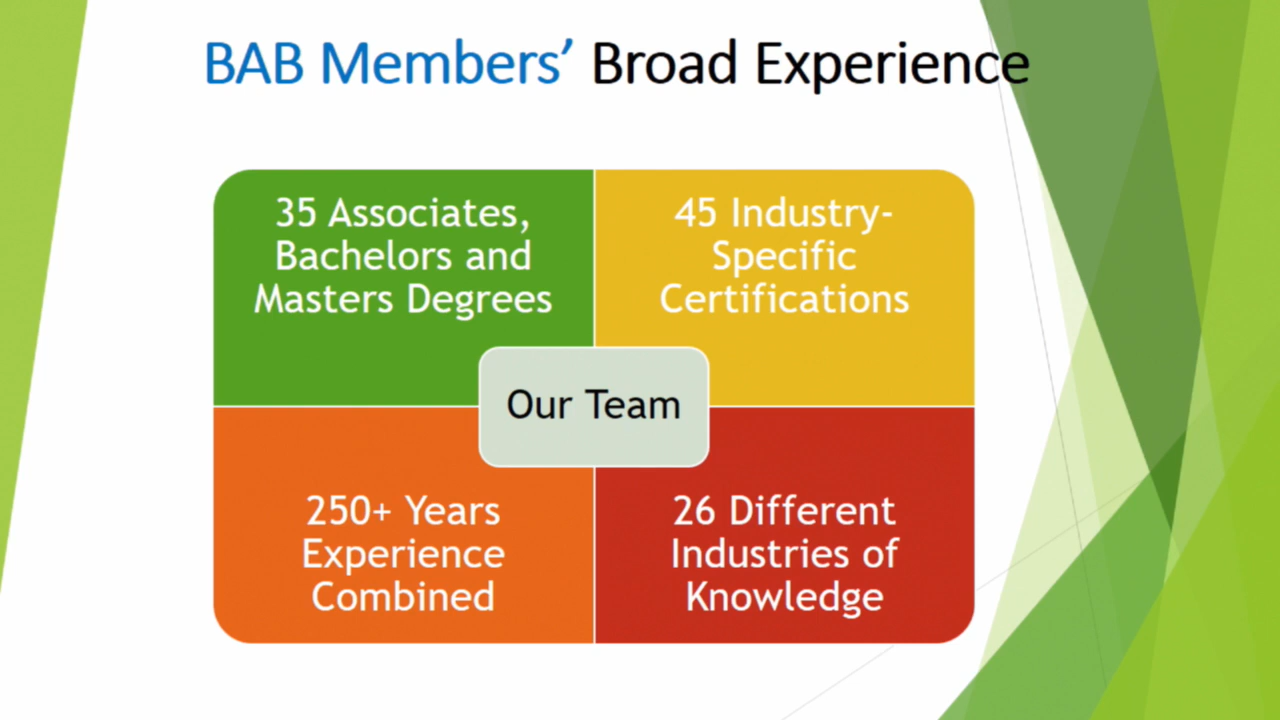 BAB Members’ Broad Experience
35 Associates,
Bachelors and
Masters Degrees
45 Industry-
Specific
Certifications
Our Team
250+ Years
Experience
Combined
26 Different
Industries of
Knowledge